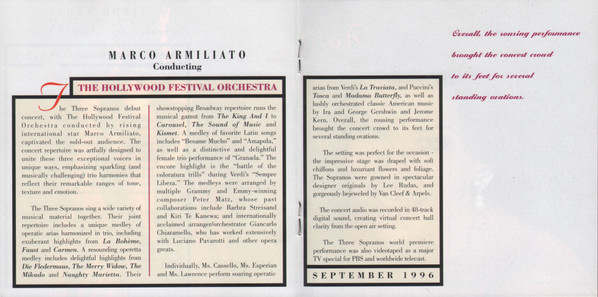 MARCO ARMILIATO
Conducting
THE HOLLYWOOD FESTIVAL ORCHESTRA
The Three Sopranos debut
concert, with The Hollywood Festival
Orchestra conducted by rising
international star Marco Armiliato,
captivated the sold-out audience. The
concert repertoire was artfully designed to
unite these three exceptional voices in
unique ways, emphasizing sparkling (and
musically challenging) trio harmonies that
reflect their remarkable ranges of tone,
texture and emotion.
The Three Sopranos sing a wide variety of
musical material together. Their joint
repertoire includes a unique medley of
operatic arias harmonized in trio, including
exuberant highlights from La Bohème,
Faust and Carmen. A resounding operetta
medley includes delightful highlights from
Die Fledermaus, The Merry Widow, The
Mikado and Naughty Marietta. Their
showstopping Broadway repertoire runs the
musical gamut from The King And I to
Carousel, The Sound of Music and
Kismet. A medley of favorite Latin songs
includes "Besame Mucho" and "Amapola,"
as well as a distinctive and delightful
female trio performance of "Granada." The
encore highlight is the "battle of the
coloratura trills" during Verdi's "Sempre
Libera." The medleys were arranged by
multiple Grammy and Emmy-winning
composer Peter Matz, whose past
collaborations include Barbra Streisand
and Kiri Te Kanewa; and internationally
acclaimed arranger/orchestrator Giancarlo
Chiaramello, who has worked extensively
with Luciano Pavarotti and other opera
greats.
Individually, Ms. Cassello, Ms. Esperian
and Ms. Lawrence perform soaring operatic
arias from Verdi's La Traviata, and Puccini's
Tosca and Madama Butterfly, as well as
lushly orchestrated classic American music
by Ira and George Gershwin and Jerome
Kern. Overall, the rousing performance
brought the concert crowd to its feet for
several standing ovations.
The setting was perfect for the occasion -
the impressive stage was draped with soft
chiffons and luxuriant flowers and foliage.
The Sopranos were gowned in spectacular
designer originals by Lee Rudas, and
gorgeously bejeweled by Van Cleef & Arpels.
The concert audio was recorded in 48-track
digital sound, creating virtual concert hall
clarity from the open air setting.
The Three Sopranos world premiere
performance was also videotaped as a major
TV special for PBS and worldwide telecast.
SEPTEMBER 1996
Overall, the rousing performance
brought the concert crowd
to its feet for several
standing ovations.